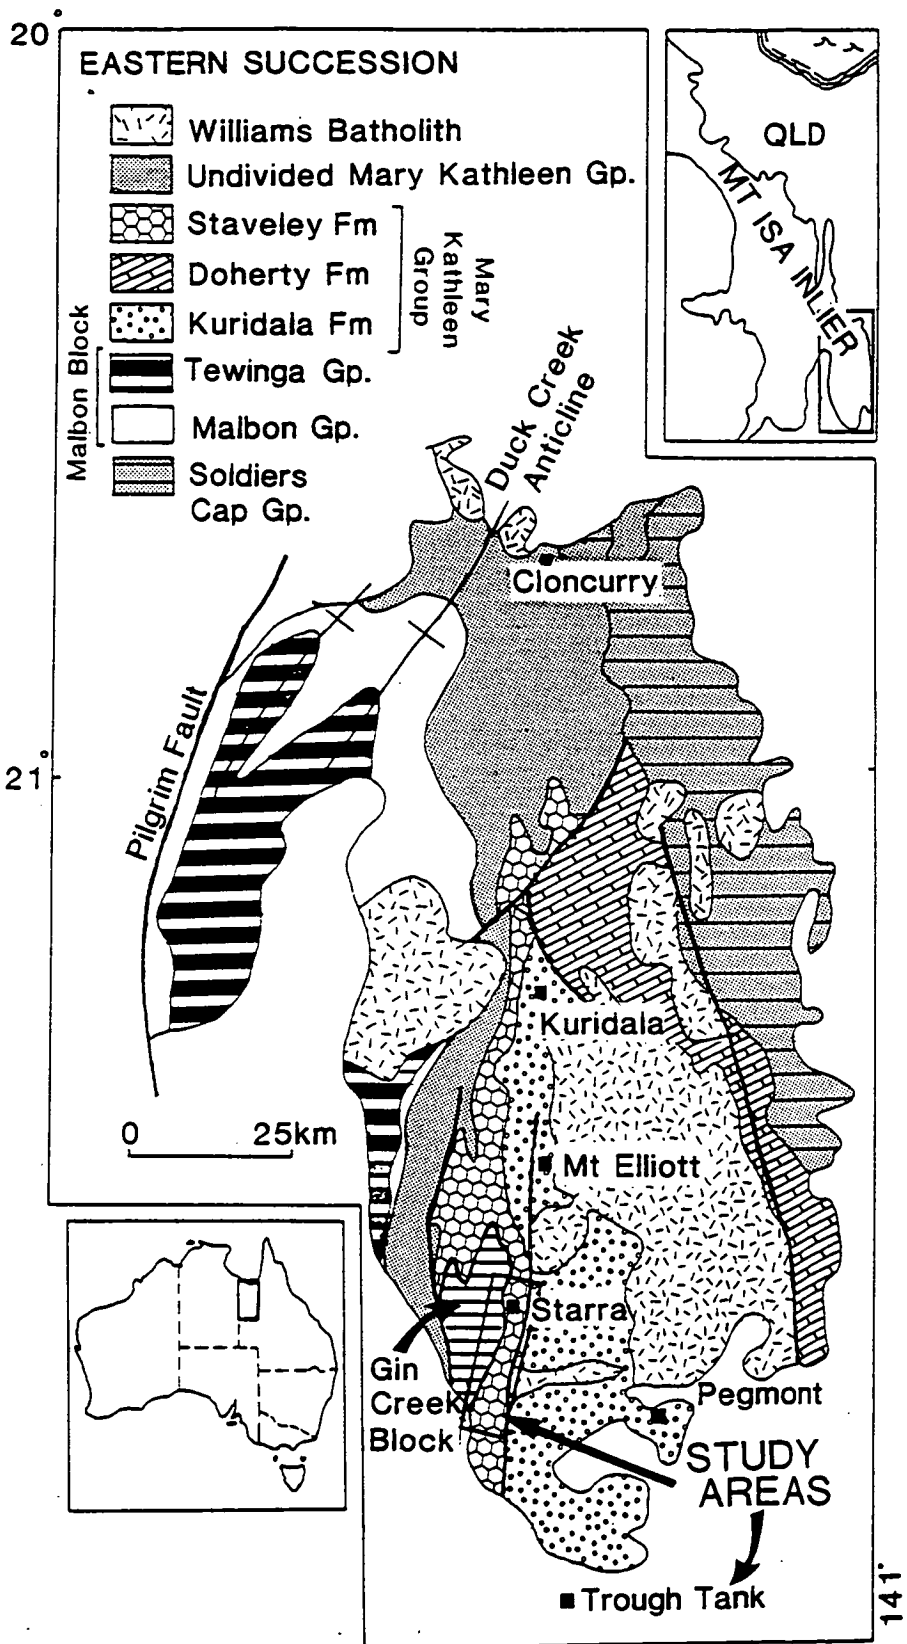 20°
EASTERN SUCCESSION
Williams Batholith
Undivided Mary Kathleen Gp.
Staveley Fm
Doherty Fm
Kuridala Fm
Mary
Kathleen
Group
Tewinga Gp.
Malbon Gp.
Malbon Block
Soldiers
Cap Gp.
QLD
MT ISA INLIER
Duck Creek
Anticline
Cloncurry
Pilgrim Fault
21°
Kuridala
0 25km
Mt Elliott
Starra
Gin
Creek
Block
Pegmont
STUDY
AREAS
Trough Tank
141°